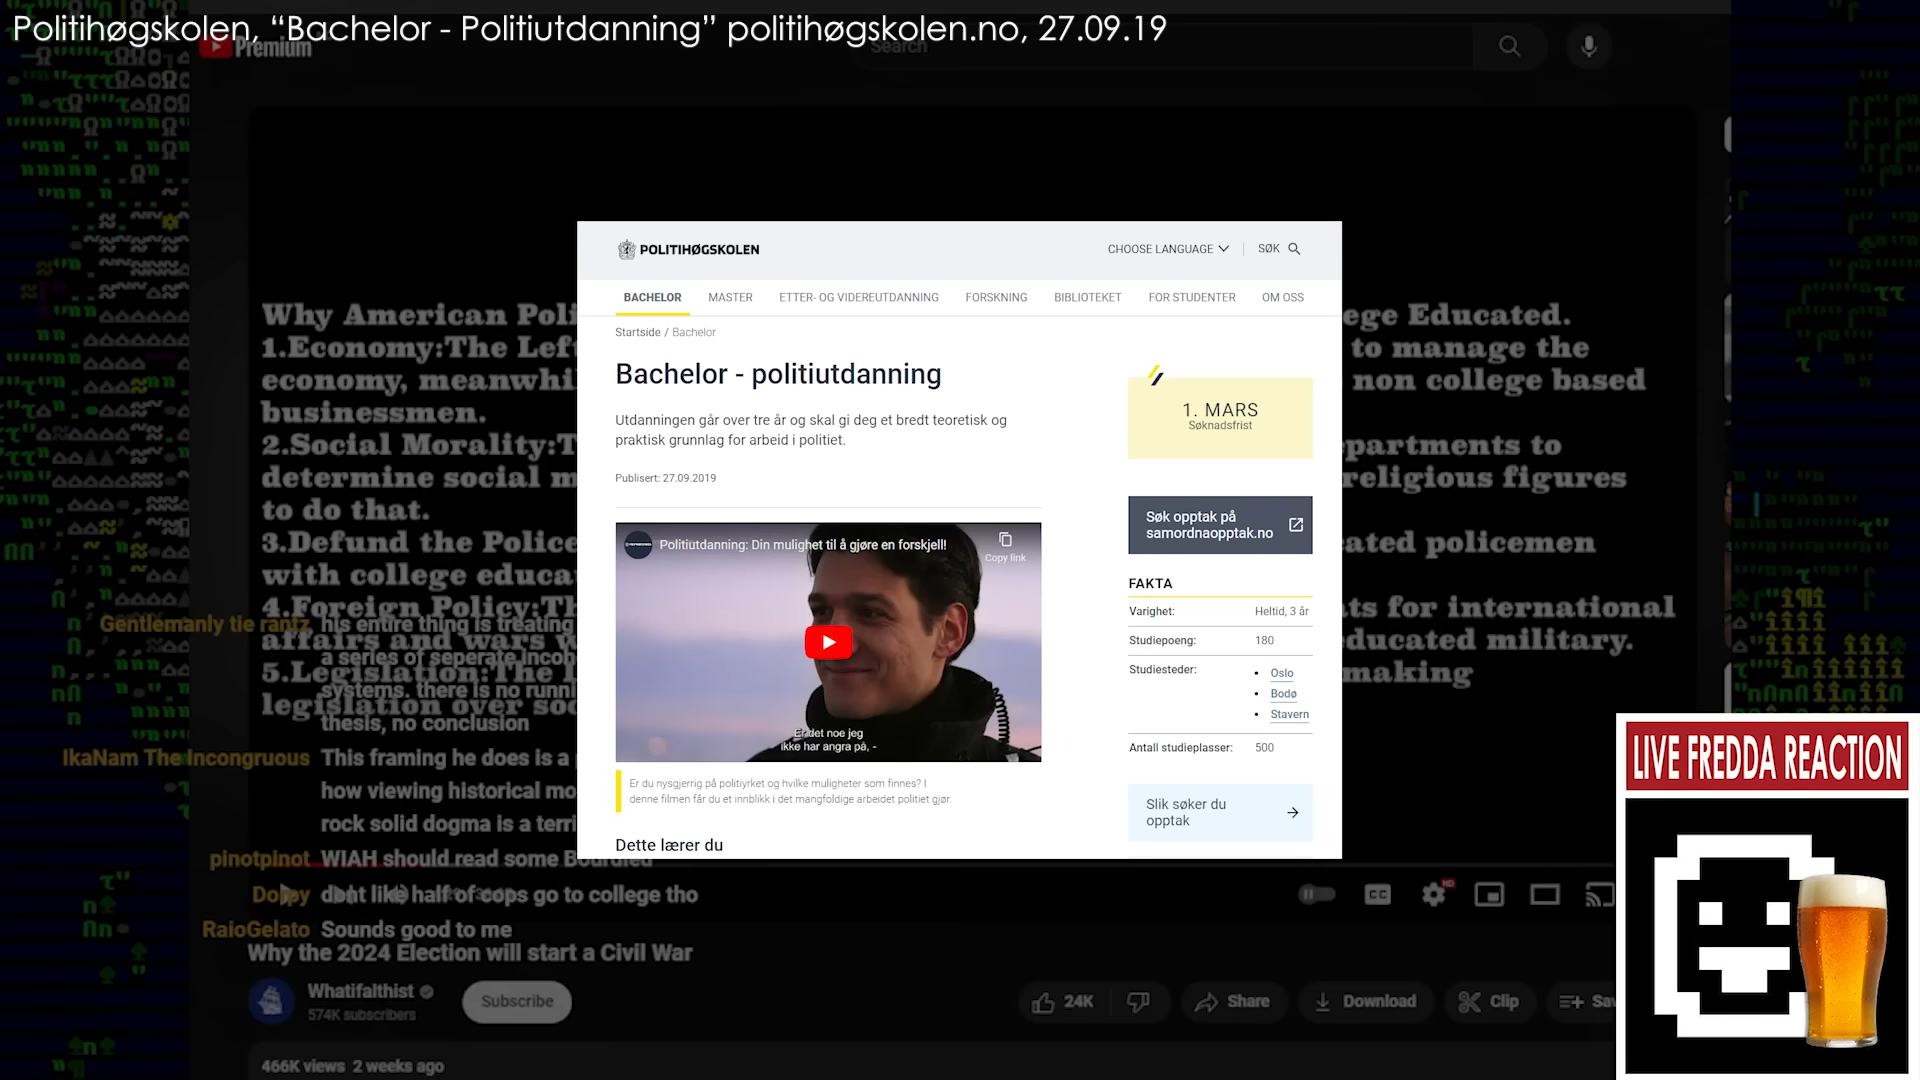 Politihøgskolen, “Bachelor - Politiutdanning” politihøgskolen.no, 27.09.19
Premium
Search
POLITIHØGSKOLEN
CHOOSE LANGUAGE
SØK
BACHELOR MASTER ETTER- OG VIDEREUTDANNING FORSKNING BIBLIOTEKET FOR STUDENTER OM OSS
Startside / Bachelor
Bachelor - politiutdanning
Utdanningen går over tre år og skal gi deg et bredt teoretisk og
praktisk grunnlag for arbeid i politiet.
Publisert: 27.09.2019
Politiutdanning: Din mulighet til å gjøre en forskjell!
Copy link
Er det noe jeg
ikke har angra på, -
Er du nysgjerrig på politiyrket og hvilke muligheter som finnes? I
denne filmen får du et innblikk i det mangfoldige arbeidet politiet gjør.
Dette lærer du
1. MARS
Søknadsfrist
Søk opptak på
samordnaopptak.no
FAKTA
Varighet: Heltid, 3 år
Studiepoeng: 180
Studiesteder:
• Oslo
• Bodø
• Stavern
Antall studieplasser: 500
Slik søker du
opptak
Why American Poli ege Educated.
1.Economy:The Left to manage the
economy, meanwhi non college based
businessmen.
2.Social Morality:T partments to
determine social m religious figures
to do that.
3.Defund the Police ated policemen
with college educa
4.Foreign Policy:Th ts for international
affairs and wars w educated military.
5.Legislation:The L making
legislation over soc
Gentlemanly tie rantz his entire thing is treating
a series of seperate incoh
systems. there is no runni
thesis, no conclusion
IkaNam The Incongruous This framing he does is a
how viewing historical mo
rock solid dogma is a terri
pinotpinot WIAH should read some Bourdieu
Dopy dont like half of cops go to college tho
RaioGelato Sounds good to me
CC
HD
Why the 2024 Election will start a Civil War
Whatifalthist
574K subscribers
Subscribe
24K
Share
Download
Clip
Sav
466K views 2 weeks ago
LIVE FREDDA REACTION